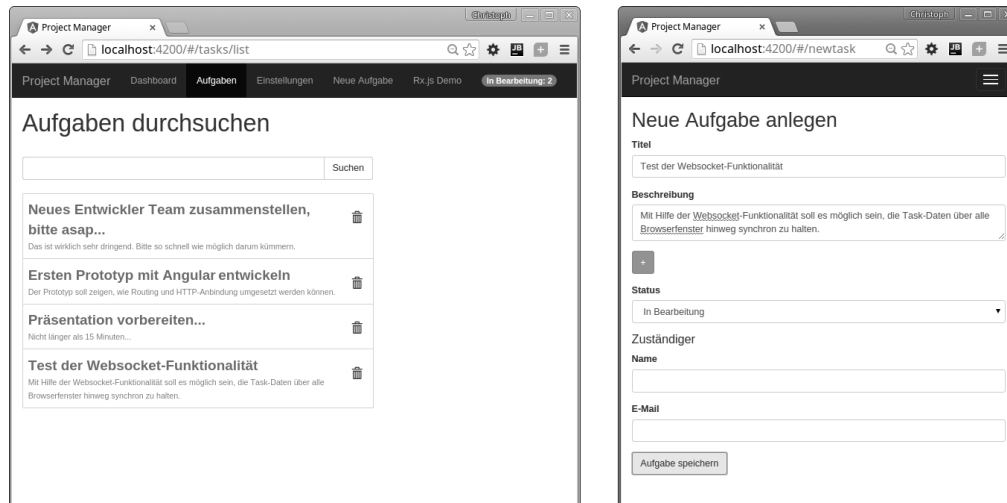 Christoph
Project Manager
localhost:4200/#/tasks/list
Project Manager Dashboard Aufgaben Einstellungen Neue Aufgabe Rx.js Demo In Bearbeitung: 2
Aufgaben durchsuchen
Suchen
Neues Entwickler Team zusammenstellen,
bitte asap...
Das ist wirklich sehr dringend. Bitte so schnell wie möglich darum kümmern.
Ersten Prototyp mit Angular entwickeln
Der Prototyp soll zeigen, wie Routing und HTTP-Anbindung umgesetzt werden können.
Präsentation vorbereiten...
Nicht länger als 15 Minuten...
Test der Websocket-Funktionalität
Mit Hilfe der Websocket-Funktionalität soll es möglich sein, die Task-Daten über alle
Browserfenster hinweg synchron zu halten.
Christoph
Project Manager
localhost:4200/#/newtask
Project Manager
Neue Aufgabe anlegen
Titel
Test der Websocket-Funktionalität
Beschreibung
Mit Hilfe der Websocket-Funktionalität soll es möglich sein, die Task-Daten über alle
Browserfenster hinweg synchron zu halten.
+
Status
In Bearbeitung
Zuständiger
Name
E-Mail
Aufgabe speichern